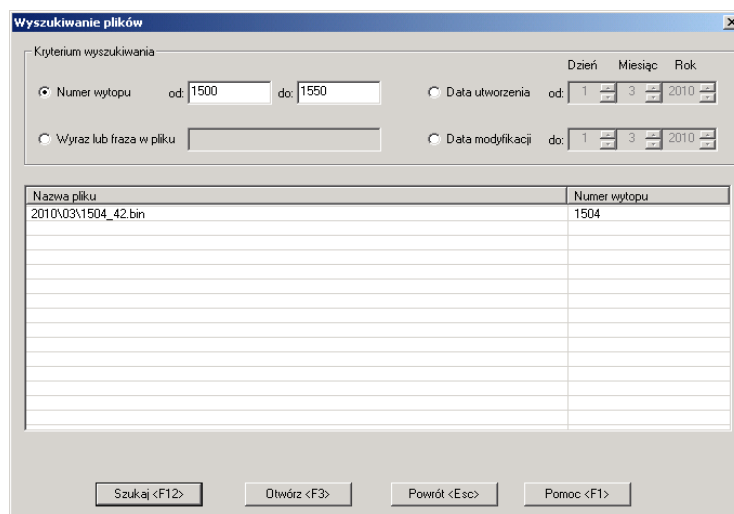 Wyszukiwanie plików
Kryterium wyszukiwania
Dzień Miesiąc Rok
Numer wytopu od: 1500 do: 1550 Data utworzenia od: 1 3 2010
Wyraz lub fraza w pliku Data modyfikacji do: 1 3 2010
Nazwa pliku Numer wytopu
2010\03\1504_42.bin 1504
Szukaj <F12> Otwórz <F3> Powrót <Esc> Pomoc <F1>